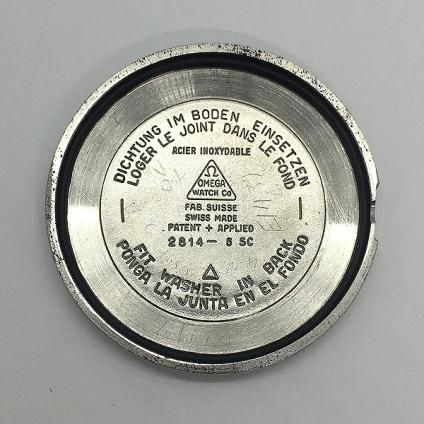 DICHTUNG IM BODEN EINSETZEN
LOGER LE JOINT DANS LE FOND
ACIER INOXYDABLE
Ω
OMEGA
WATCH Co
FAB. SUISSE
SWISS MADE
PATENT + APPLIED
2814 - 6 SC
FIT WASHER IN BACK
PONGA LA JUNTA EN EL FONDO